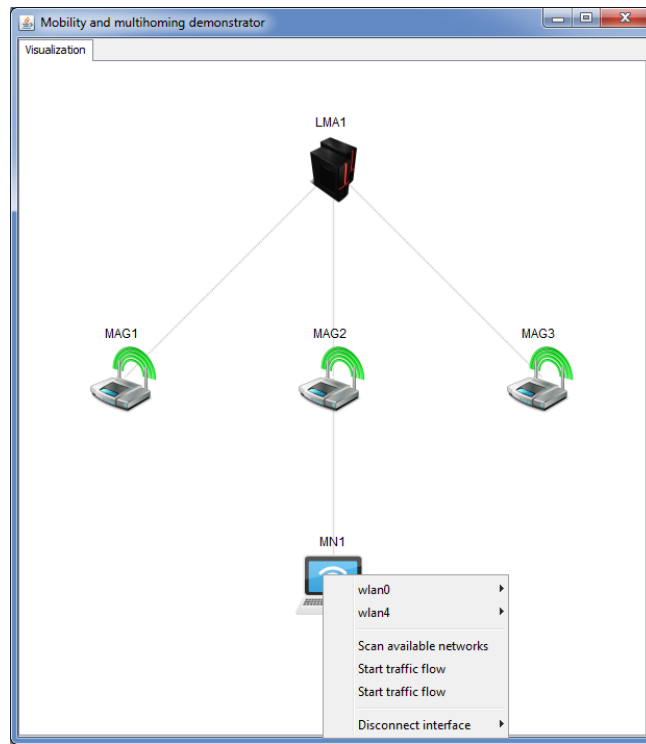 Mobility and multihoming demonstrator
Visualization
LMA1
MAG1
MAG2
MAG3
MN1
wlan0
wlan4
Scan available networks
Start traffic flow
Start traffic flow
Disconnect interface